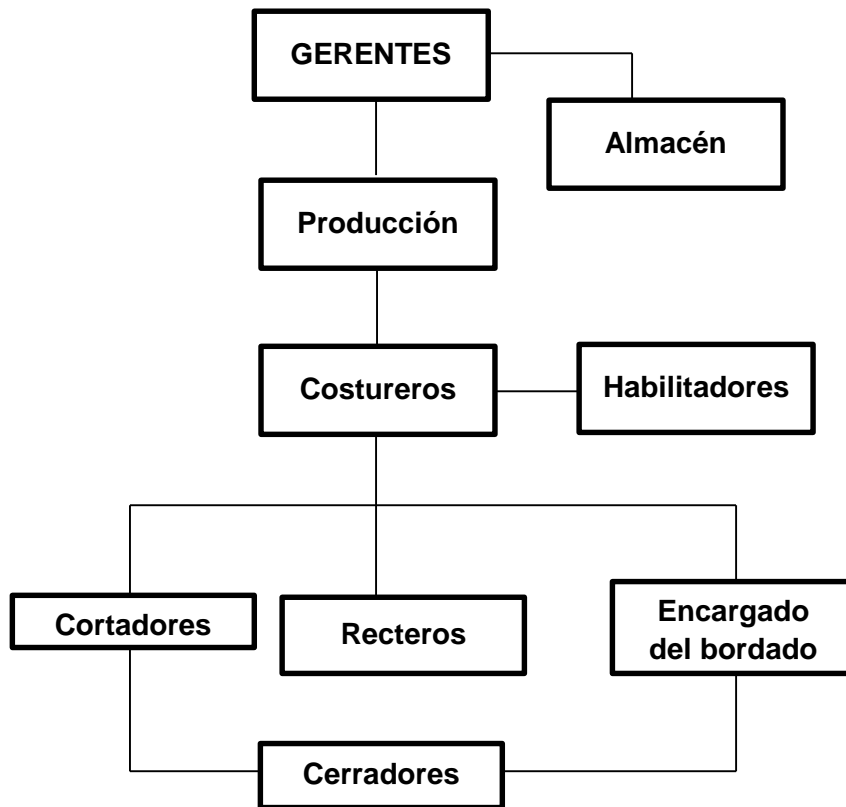 GERENTES
Almacén
Producción
Costureros
Habilitadores
Cortadores
Recteros
Encargado
del bordado
Cerradores